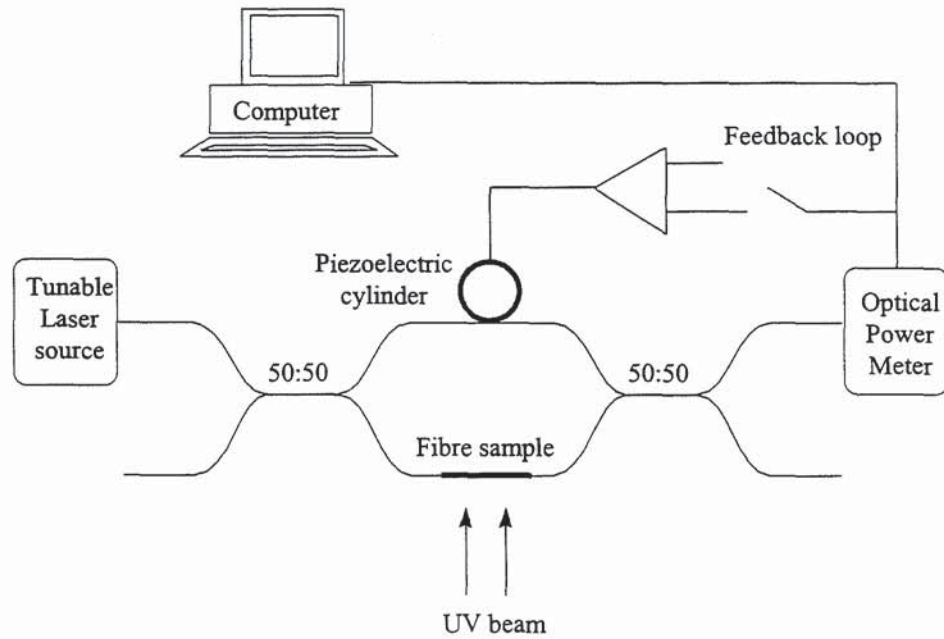 Computer
Feedback loop
Piezoelectric
cylinder
Tunable
Laser
source
Optical
Power
Meter
50:50
50:50
Fibre sample
UV beam